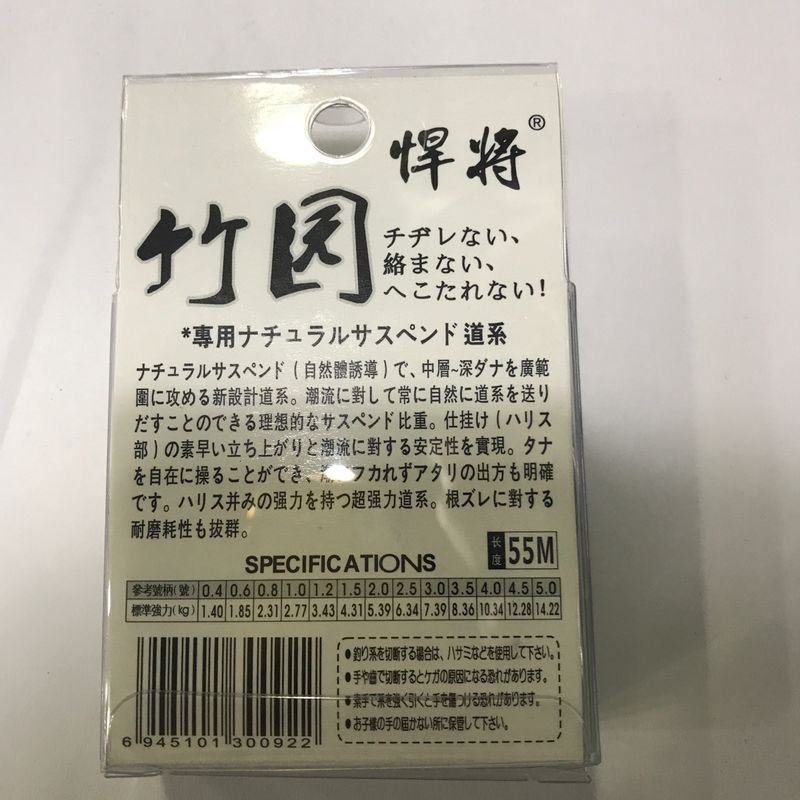 悍将®
竹园
チヂレない、
絡まない、
へこたれない!
*專用ナチュラルサスペンド道系
ナチュラルサスペンド(自然體誘導)で、中層~深ダナを廣範
圍に攻める新設計道系。潮流に對して常に自然に道系を送り
だすことのできる理想的なサスペンド比重。仕掛け(ハリス
部)の素早い立ち上がりと潮流に對する安定性を實現。タナ
を自在に操ることができ、フカれずアタリの出方も明確
です。ハリス并みの强力を持つ超强力道系。根ズレに對する
耐磨耗性も拔群。
SPECIFICATIONS
长度 55M
參考號柄(號) 0.4 0.6 0.8 1.0 1.2 1.5 2.0 2.5 3.0 3.5 4.0 4.5 5.0
標準強力(kg) 1.40 1.85 2.31 2.77 3.43 4.31 5.39 6.34 7.39 8.36 10.34 12.28 14.22
●釣り系を切断する場合は、ハサミなどを使用して下さい。
●手や歯で切断するとケガの原因になる恐れがあります。
●素手で系を強く引くと手を傷つける恐れがあります。
●お子様の手の屆かない所に保管して下さい。
6 945101 300922